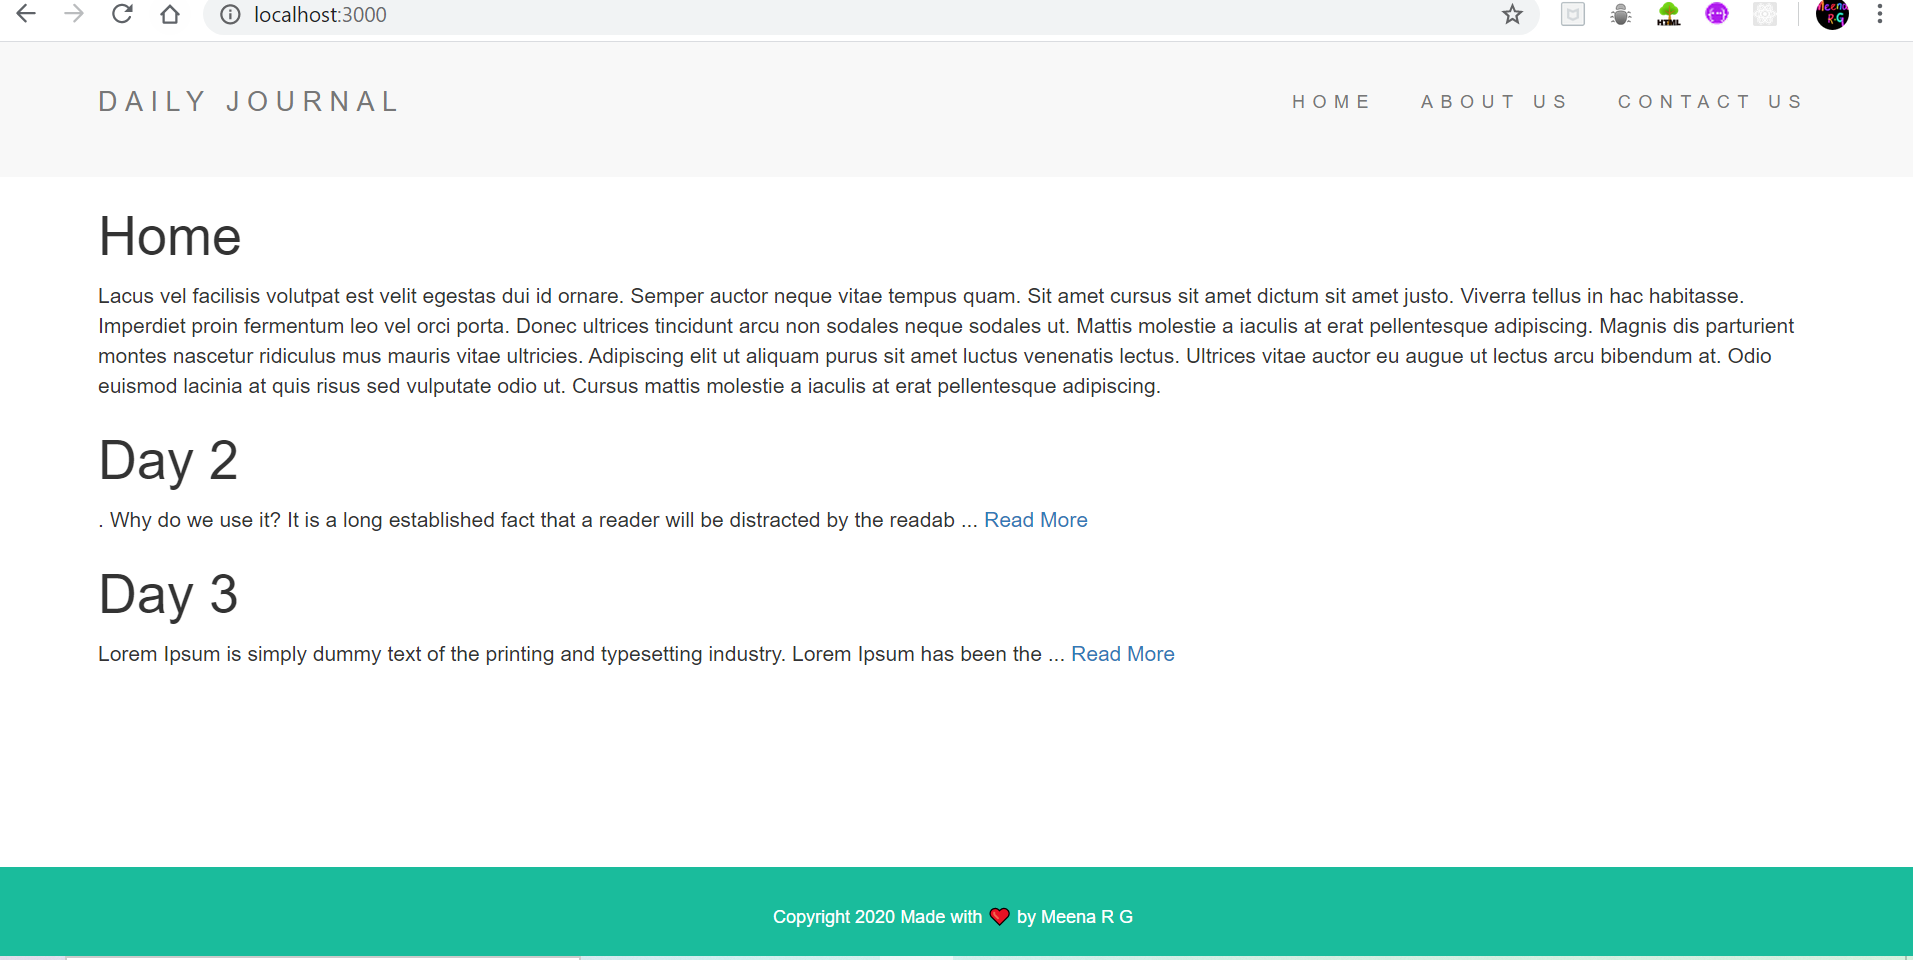 localhost:3000
HTML
Meena
R-G
DAILY JOURNAL
HOME ABOUT US CONTACT US
Home
Lacus vel facilisis volutpat est velit egestas dui id ornare. Semper auctor neque vitae tempus quam. Sit amet cursus sit amet dictum sit amet justo. Viverra tellus in hac habitasse.
Imperdiet proin fermentum leo vel orci porta. Donec ultrices tincidunt arcu non sodales neque sodales ut. Mattis molestie a iaculis at erat pellentesque adipiscing. Magnis dis parturient
montes nascetur ridiculus mus mauris vitae ultricies. Adipiscing elit ut aliquam purus sit amet luctus venenatis lectus. Ultrices vitae auctor eu augue ut lectus arcu bibendum at. Odio
euismod lacinia at quis risus sed vulputate odio ut. Cursus mattis molestie a iaculis at erat pellentesque adipiscing.
Day 2
. Why do we use it? It is a long established fact that a reader will be distracted by the readab ... Read More
Day 3
Lorem Ipsum is simply dummy text of the printing and typesetting industry. Lorem Ipsum has been the ... Read More
Copyright 2020 Made with ❤️ by Meena R G